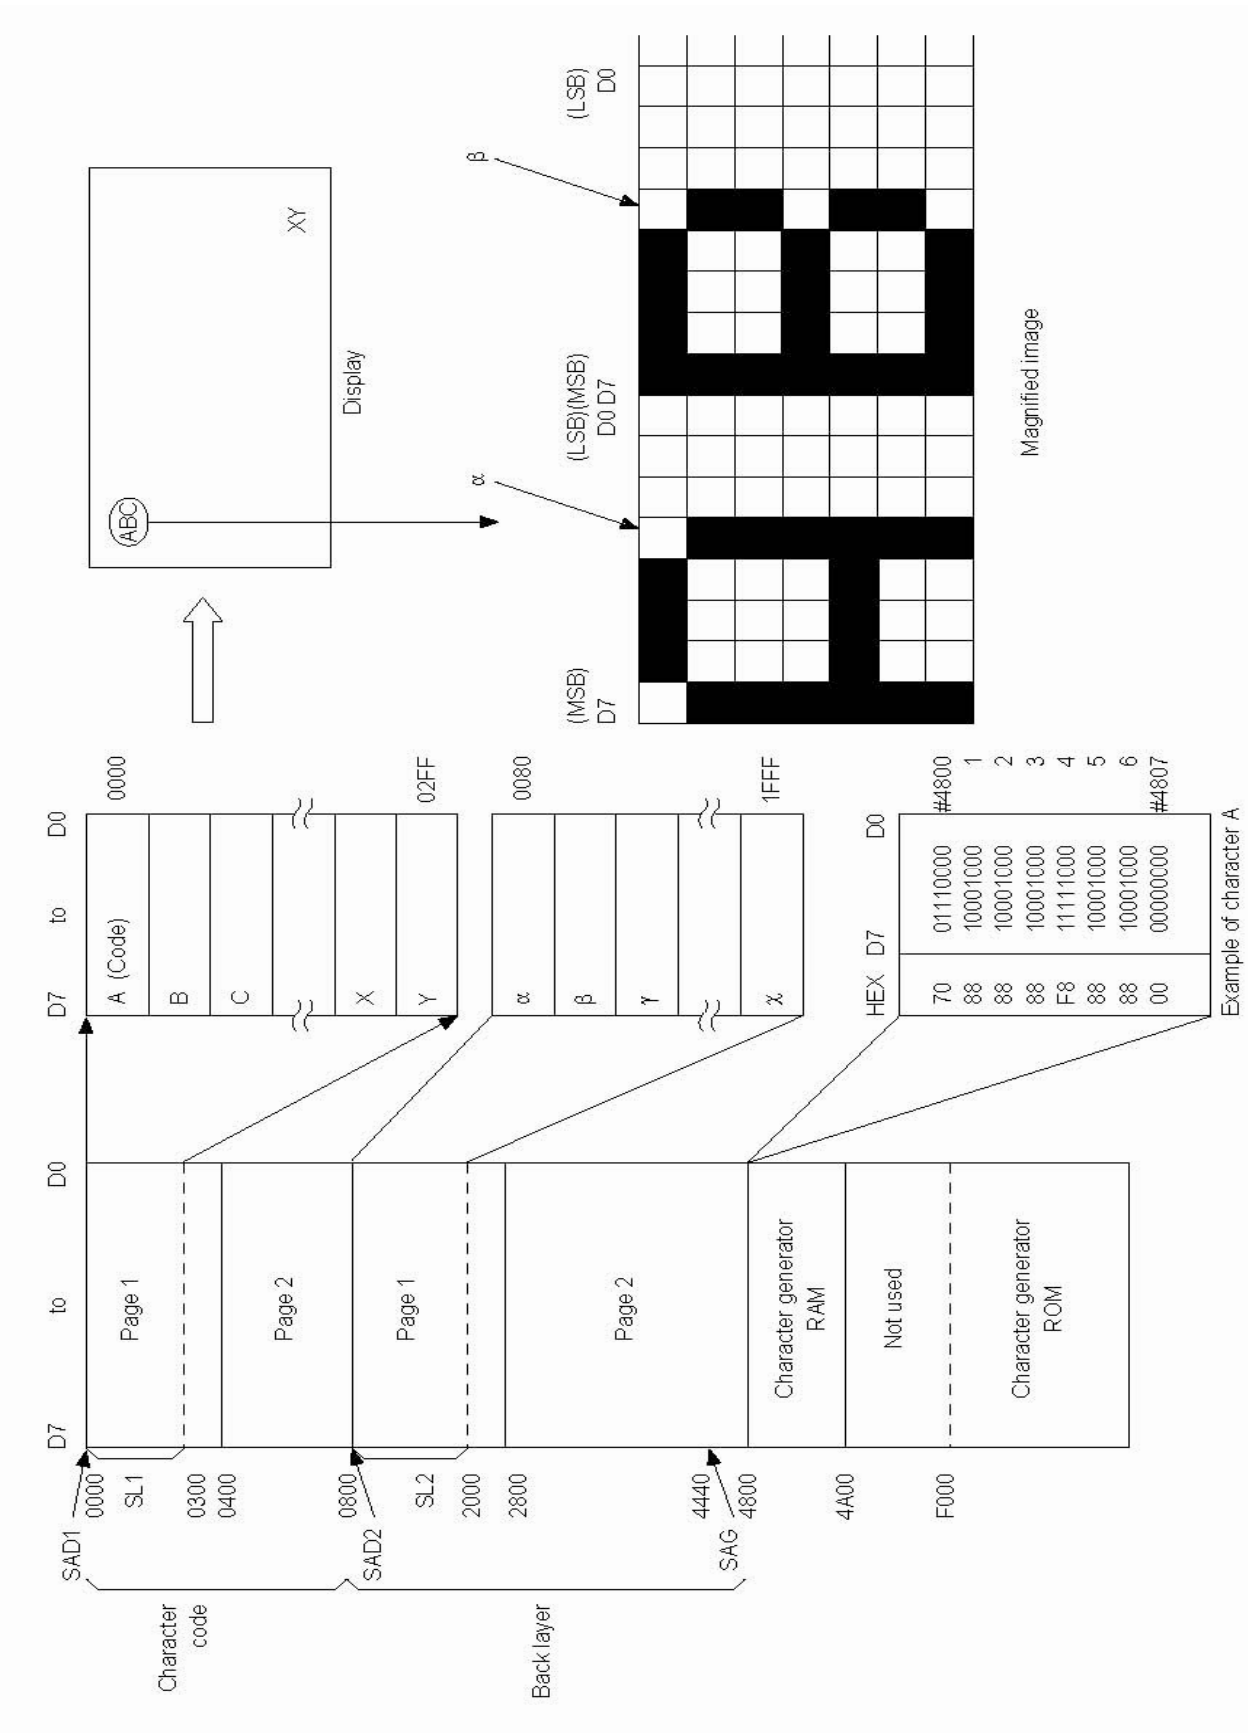 D7 to D0
SAD1
0000
SL1
0300
0400
0800
SAD2
SL2
2000
2800
4440
SAG
4800
4A00
F000
Character
code
Back layer
Page 1
Page 2
Page 1
Page 2
Character generator
RAM
Not used
Character generator
ROM
D7 to D0
A (Code)
B
C
X
Y
0000
02FF
α
β
γ
χ
0080
1FFF
HEX D7 D0
70 01110000 #4800
88 10001000 1
88 10001000 2
88 10001000 3
F8 11111000 4
88 10001000 5
88 10001000 6
00 00000000 #4807
Example of character A
ABC
XY
Display
α
β
(MSB)
D7
(LSB)(MSB)
D0 D7
(LSB)
D0
Magnified image